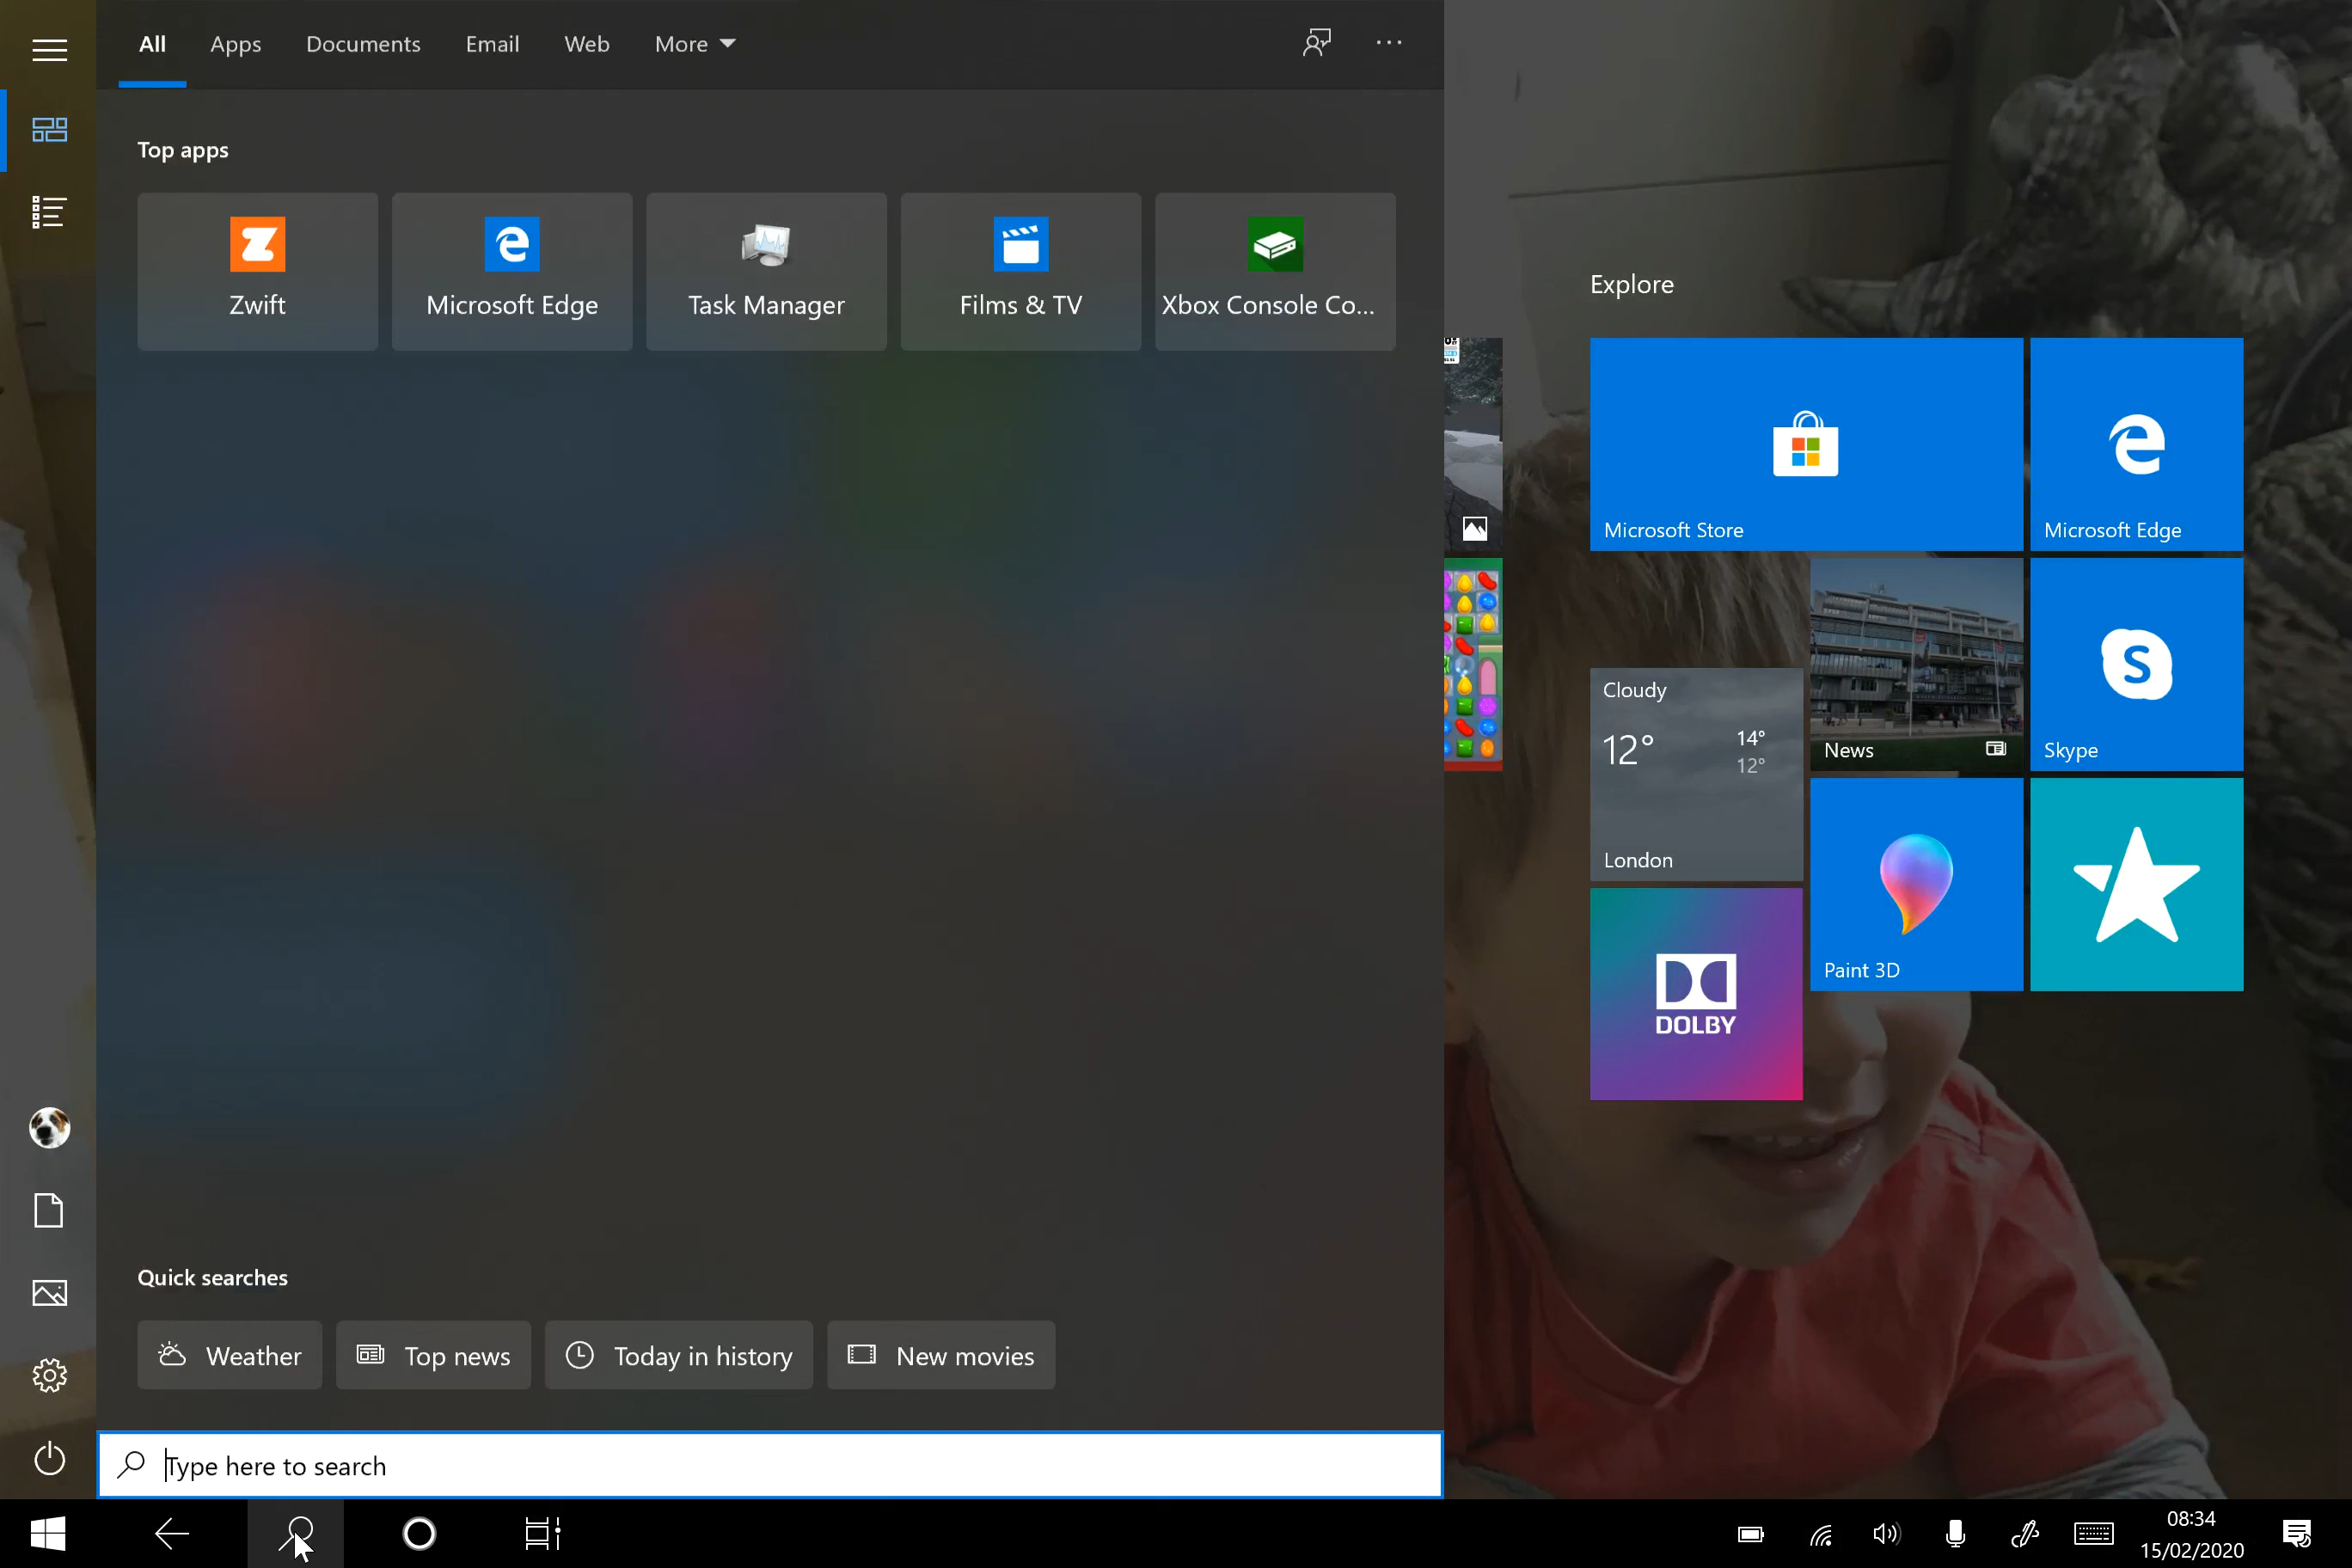 All Apps Documents Email Web More
Top apps
Zwift Microsoft Edge Task Manager Films & TV Xbox Console Co...
Explore
Microsoft Store
Microsoft Edge
Cloudy
12° 14°
12°
London
News
Skype
DOLBY
Paint 3D
Quick searches
Weather Top news Today in history New movies
Type here to search
08:34
15/02/2020